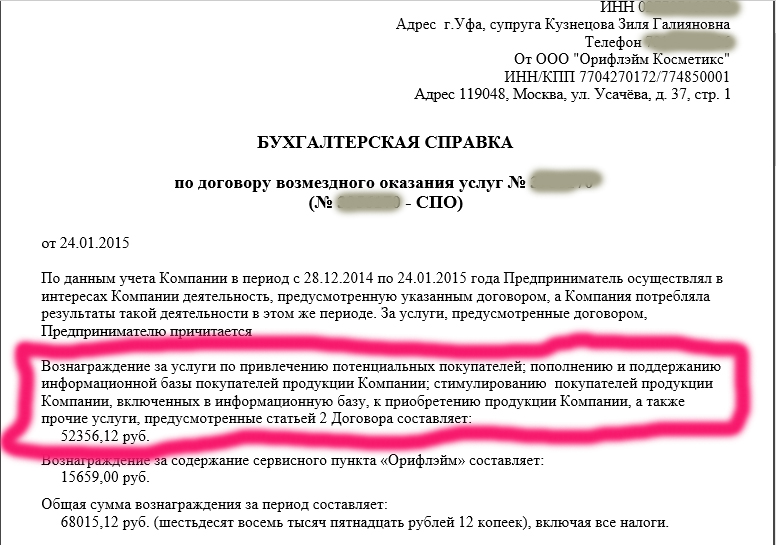 ИНН
Адрес г.Уфа, супруга Кузнецова Зиля Галияновна
Телефон
От ООО "Орифлэйм Косметикс"
ИНН/КПП 7704270172/774850001
Адрес 119048, Москва, ул. Усачёва, д. 37, стр. 1
БУХГАЛТЕРСКАЯ СПРАВКА
по договору возмездного оказания услуг №
(№ - СПО)
от 24.01.2015
По данным учета Компании в период с 28.12.2014 по 24.01.2015 года Предприниматель осуществлял в
интересах Компании деятельность, предусмотренную указанным договором, а Компания потребляла
результаты такой деятельности в этом же периоде. За услуги, предусмотренные договором,
Предпринимателю причитается
Вознаграждение за услуги по привлечению потенциальных покупателей; пополнению и поддержанию
информационной базы покупателей продукции Компании; стимулированию покупателей продукции
Компании, включенных в информационную базу, к приобретению продукции Компании, а также
прочие услуги, предусмотренные статьей 2 Договора составляет:
52356,12 руб.
Вознаграждение за содержание сервисного пункта «Орифлэйм» составляет:
15659,00 руб.
Общая сумма вознаграждения за период составляет:
68015,12 руб. (шестьдесят восемь тысяч пятнадцать рублей 12 копеек), включая все налоги.